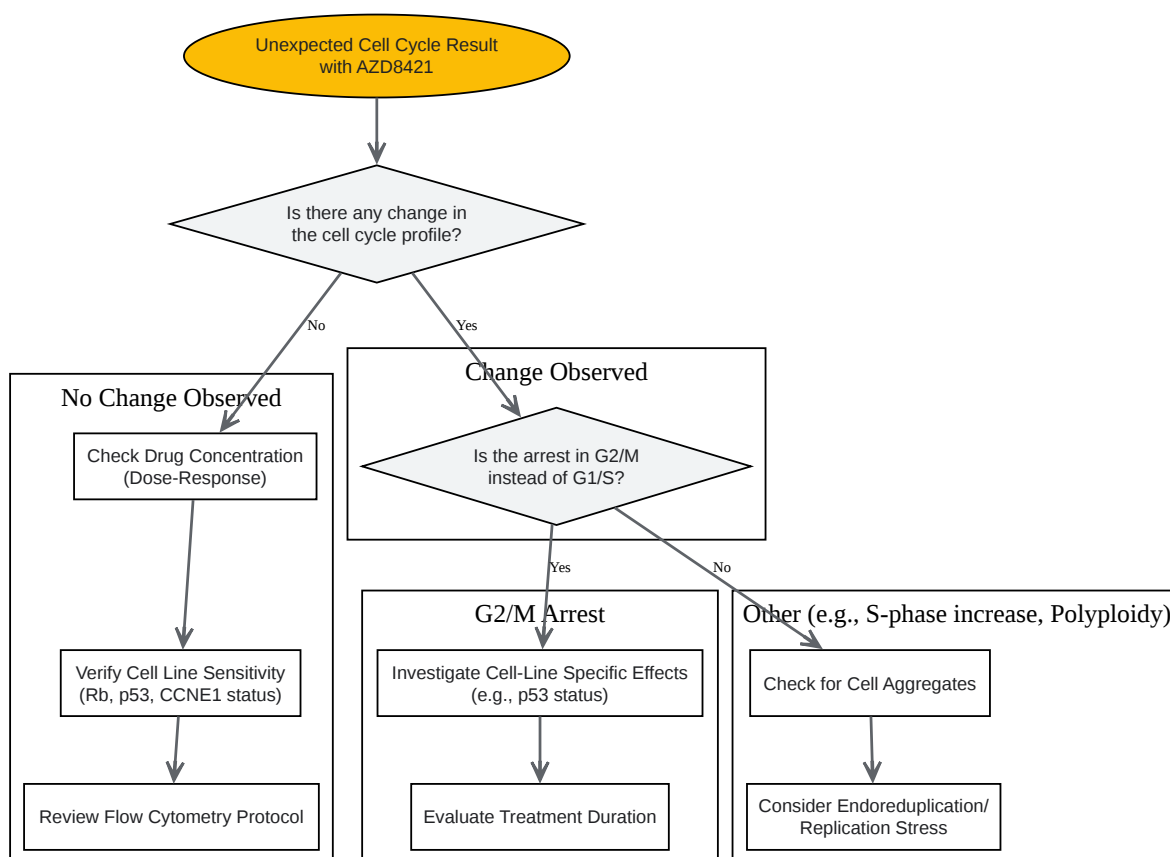 Unexpected Cell Cycle Result
with AZD8421
Is there any change in
the cell cycle profile?
No
Yes
No Change Observed
Change Observed
Check Drug Concentration
(Dose-Response)
Is the arrest in G2/M
instead of G1/S?
Yes
No
G2/M Arrest
Other (e.g., S-phase increase, Polyploidy)
Verify Cell Line Sensitivity
(Rb, p53, CCNE1 status)
Investigate Cell-Line Specific Effects
(e.g., p53 status)
Check for Cell Aggregates
Review Flow Cytometry Protocol
Evaluate Treatment Duration
Consider Endoreduplication/
Replication Stress